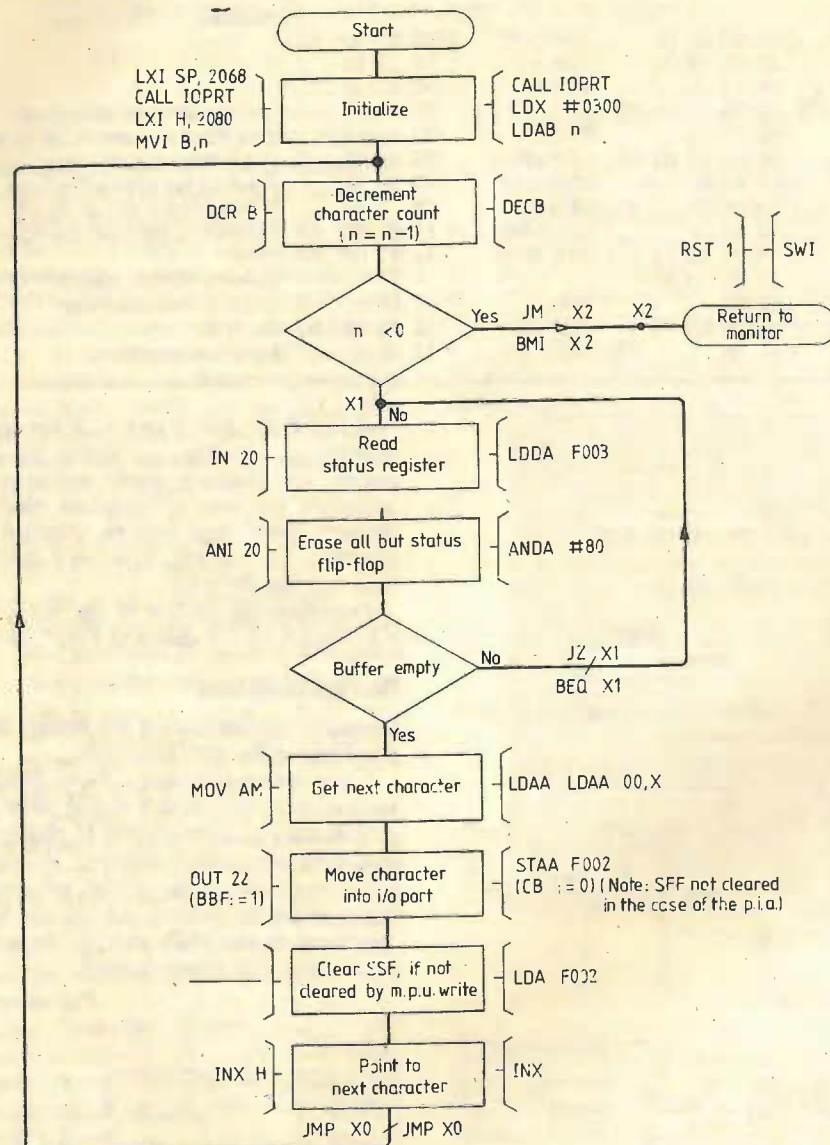 Start
LXI SP, 2068
CALL IOPRT
LXI H, 2080
MVI B,n
Initialize
CALL IOPRT
LDX #0300
LDAB n
DCR B
Decrement
character count
(n = n-1)
DECB
RST 1
SWI
n <0
Yes
JM X2
BMI X2
X2
Return to
monitor
X1
No
IN 20
Read
status register
LDDA F003
ANI 20
Erase all but status
flip-flop
ANDA #80
Buffer empty
No
JZ X1
BEQ X1
Yes
MOV AM
Get next character
LDAA LDAA 00,X
OUT 22
(BBF:=1)
Move character
into i/o port
STAA F002
(CB := 0) (Note: SFF not cleared
in the case of the p.i.a.)
Clear SSF, if not
cleared by m.p.u. write
LDA F002
INX H
Point to
next character
INX
JMP X0
JMP X0